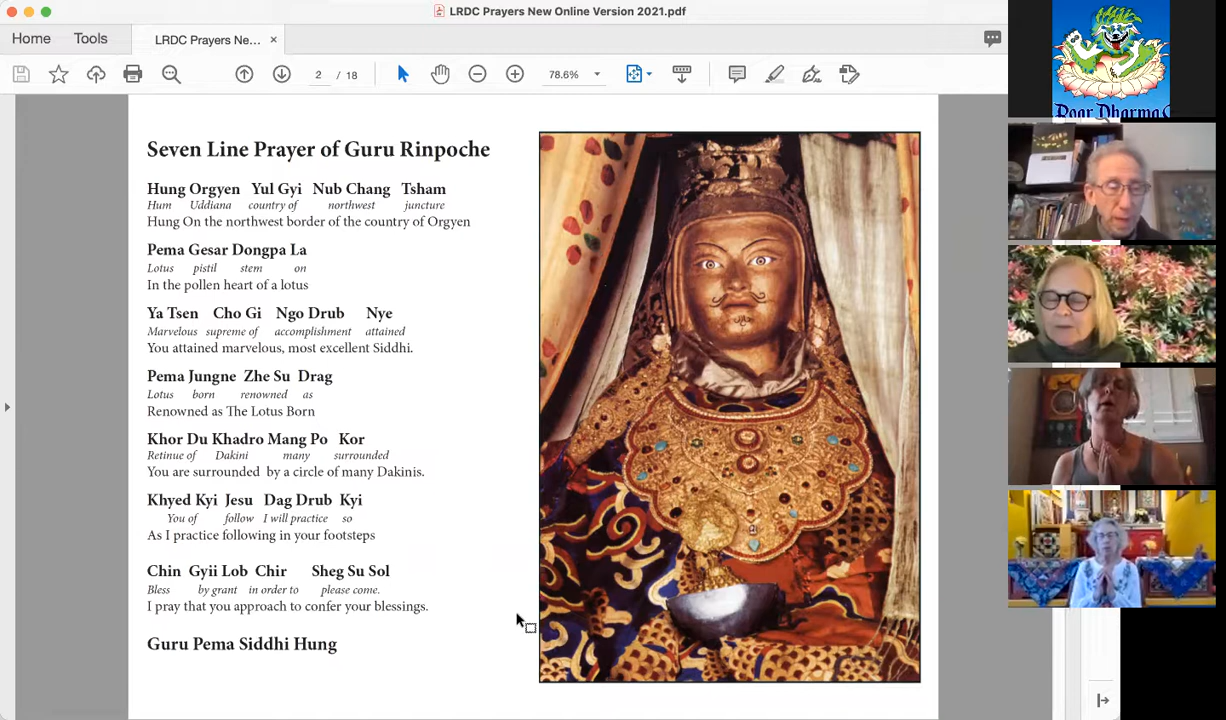 LRDC Prayers New Online Version 2021.pdf
Home Tools LRDC Prayers Ne... ×
2 / 18 78.6%
Seven Line Prayer of Guru Rinpoche
Hung Orgyen Yul Gyi Nub Chang Tsham
Hum Uddiana country of northwest juncture
Hung On the northwest border of the country of Orgyen
Pema Gesar Dongpa La
Lotus pistil stem on
In the pollen heart of a lotus
Ya Tsen Cho Gi Ngo Drub Nye
Marvelous supreme of accomplishment attained
You attained marvelous, most excellent Siddhi.
Pema Jungne Zhe Su Drag
Lotus born renowned as
Renowned as The Lotus Born
Khor Du Khadro Mang Po Kor
Retinue of Dakini many surrounded
You are surrounded by a circle of many Dakinis.
Khyed Kyi Jesu Dag Drub Kyi
You of follow I will practice so
As I practice following in your footsteps
Chin Gyii Lob Chir Sheg Su Sol
Bless by grant in order to please come.
I pray that you approach to confer your blessings.
Guru Pema Siddhi Hung
Roar Dharma